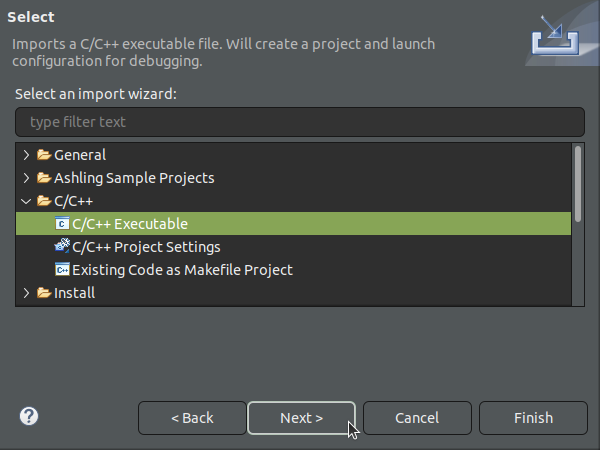 Select
Imports a C/C++ executable file. Will create a project and launch
configuration for debugging.
Select an import wizard:
type filter text
General
Ashling Sample Projects
C/C++
C/C++ Executable
C/C++ Project Settings
Existing Code as Makefile Project
Install
< Back Next > Cancel Finish